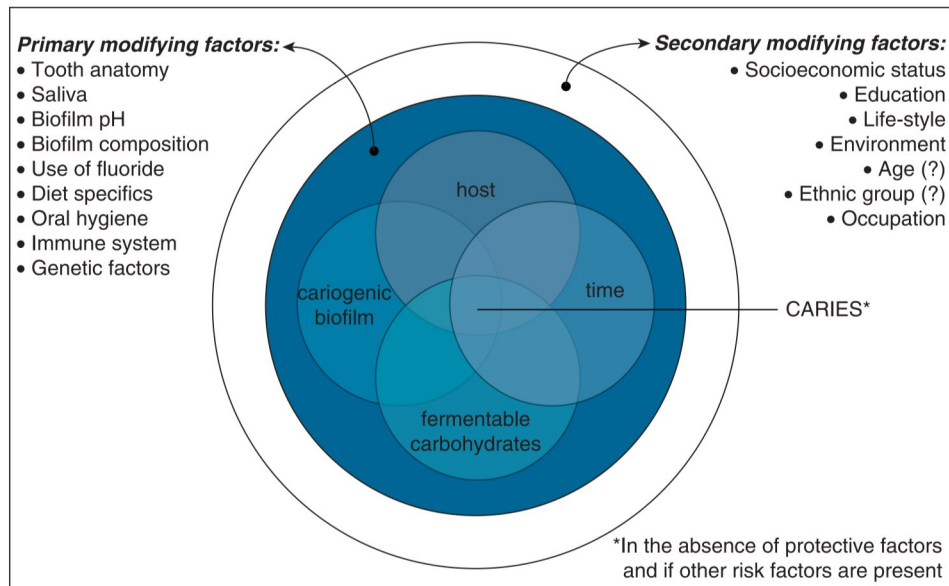 Primary modifying factors:
• Tooth anatomy
• Saliva
• Biofilm pH
• Biofilm composition
• Use of fluoride
• Diet specifics
• Oral hygiene
• Immune system
• Genetic factors
Secondary modifying factors:
• Socioeconomic status
• Education
• Life-style
• Environment
• Age (?)
• Ethnic group (?)
• Occupation
host
cariogenic
biofilm
time
fermentable
carbohydrates
CARIES*
*In the absence of protective factors
and if other risk factors are present